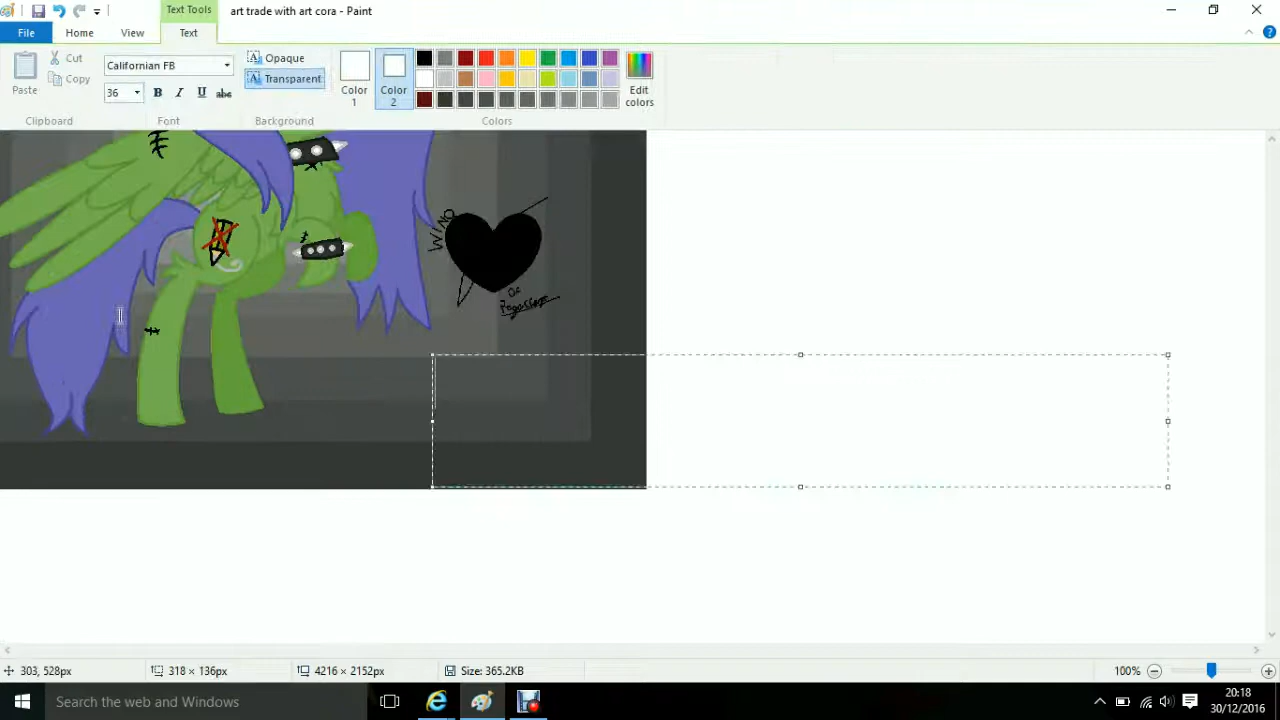 Text Tools
art trade with art cora - Paint
File
Home
View
Text
Paste
Cut
Copy
Clipboard
Californian FB
36
B I U abc
Font
Opaque
Transparent
Background
Color 1
Color 2
Edit colors
Colors
OR
303, 528px
318 × 136px
4216 × 2152px
Size: 365.2KB
100%
Search the web and Windows
20:18
30/12/2016